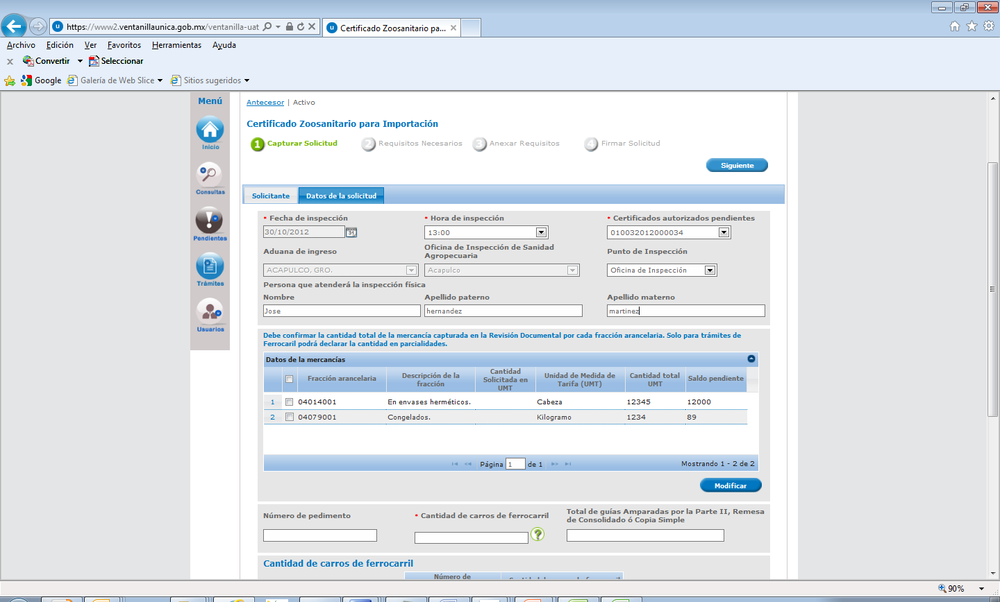 https://www2.ventanillaunica.gob.mx/ventanilla-uat
Certificado Zoosanitario pa...
Archivo Edición Ver Favoritos Herramientas Ayuda
x Convertir Seleccionar
Google Galería de Web Slice Sitios sugeridos
Menú
Inicio
Consultas
Pendientes
Trámites
Usuarios
Antecesor | Activo
Certificado Zoosanitario para Importación
1 Capturar Solicitud 2 Requisitos Necesarios 3 Anexar Requisitos 4 Firmar Solicitud
Siguiente
Solicitante Datos de la solicitud
* Fecha de inspección * Hora de inspección * Certificados autorizados pendientes
30/10/2012 31 13:00 010032012000034
Aduana de ingreso Oficina de Inspección de Sanidad Agropecuaria Punto de Inspección
ACAPULCO, GRO. Acapulco Oficina de Inspección
Persona que atenderá la inspección física
Nombre Apellido paterno Apellido materno
Jose hernandez martinez
Debe confirmar la cantidad total de la mercancía capturada en la Revisión Documental por cada fracción arancelaria. Solo para trámites de
Ferrocaril podrá declarar la cantidad en parcialidades.
Datos de la mercancías
Fracción arancelaria Descripción de la fracción Cantidad Solicitada en UMT Unidad de Medida de Tarifa (UMT) Cantidad total UMT Saldo pendiente
1 04014001 En envases herméticos. Cabeza 12345 12000
2 04079001 Congelados. Kilogramo 1234 89
Página 1 de 1 Mostrando 1 - 2 de 2
Modificar
Número de pedimento * Cantidad de carros de ferrocarril ? Total de guías Amparadas por la Parte II, Remesa
de Consolidado ó Copia Simple
Cantidad de carros de ferrocarril
Número de
90%